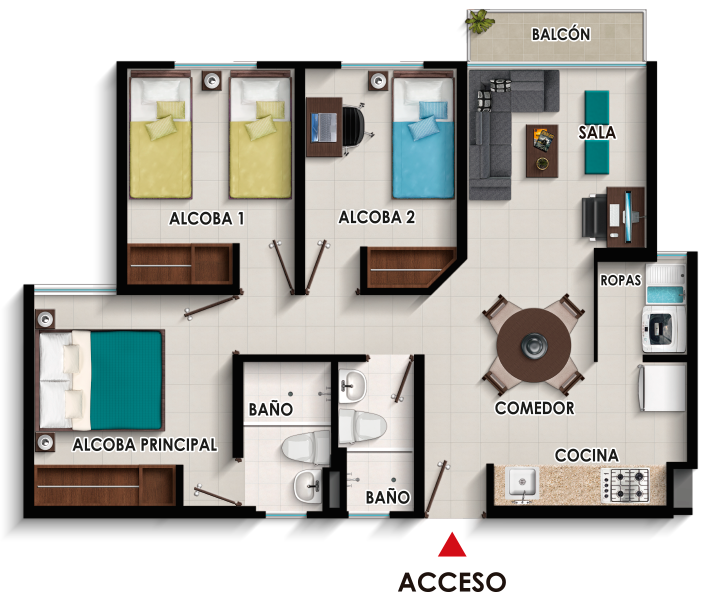 BALCÓN
SALA
ALCOBA 1
ALCOBA 2
ROPAS
BAÑO
COMEDOR
ALCOBA PRINCIPAL
COCINA
BAÑO
ACCESO